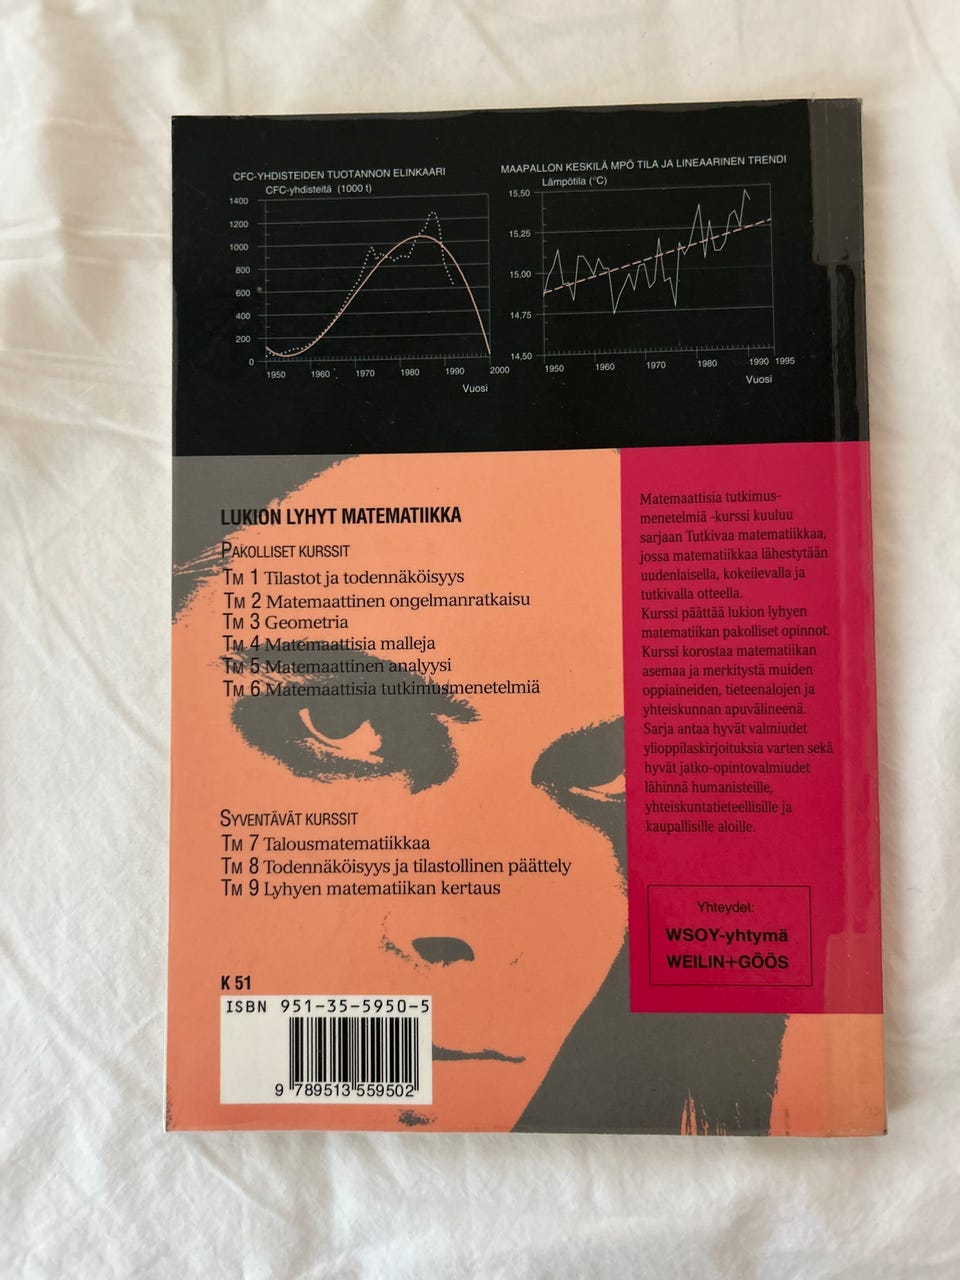 CFC-YHDISTEIDEN TUOTANNON ELINKAARI
CFC-yhdisteitä (1000 t)
1400
1200
1000
800
600
400
200
0
1950 1960 1970 1980 1990 2000
Vuosi
MAAPALLON KESKILÄ MPÖ TILA JA LINEAARINEN TRENDI
Lämpötila (°C)
15,50
15,25
15,00
14,75
14,50
1950 1960 1970 1980 1990 1995
Vuosi
LUKION LYHYT MATEMATIIKKA
PAKOLLISET KURSSIT
TM 1 Tilastot ja todennäköisyys
TM 2 Matemaattinen ongelmanratkaisu
TM 3 Geometria
TM 4 Matemaattisia malleja
TM 5 Matemaattinen analyysi
TM 6 Matemaattisia tutkimusmenetelmiä
SYVENTÄVÄT KURSSIT
TM 7 Talousmatematiikkaa
TM 8 Todennäköisyys ja tilastollinen päättely
TM 9 Lyhyen matematiikan kertaus
K 51
ISBN 951-35-5950-5
9 789513 559502
Matemaattisia tutkimus-
menetelmiä -kurssi kuuluu
sarjaan Tutkivaa matematiikkaa,
jossa matematiikkaa lähestytään
uudenlaisella, kokeilevalla ja
tutkivalla otteella.
Kurssi päättää lukion lyhyen
matematiikan pakolliset opinnot.
Kurssi korostaa matematiikan
asemaa ja merkitystä muiden
oppiaineiden, tieteenalojen ja
yhteiskunnan apuvälineenä.
Sarja antaa hyvät valmiudet
ylioppilaskirjoituksia varten sekä
hyvät jatko-opintovalmiudet
lähinnä humanisteille,
yhteiskuntatieteellisille ja
kaupallisille aloille.
Yhteydet:
WSOY-yhtymä
WEILIN+GÖÖS